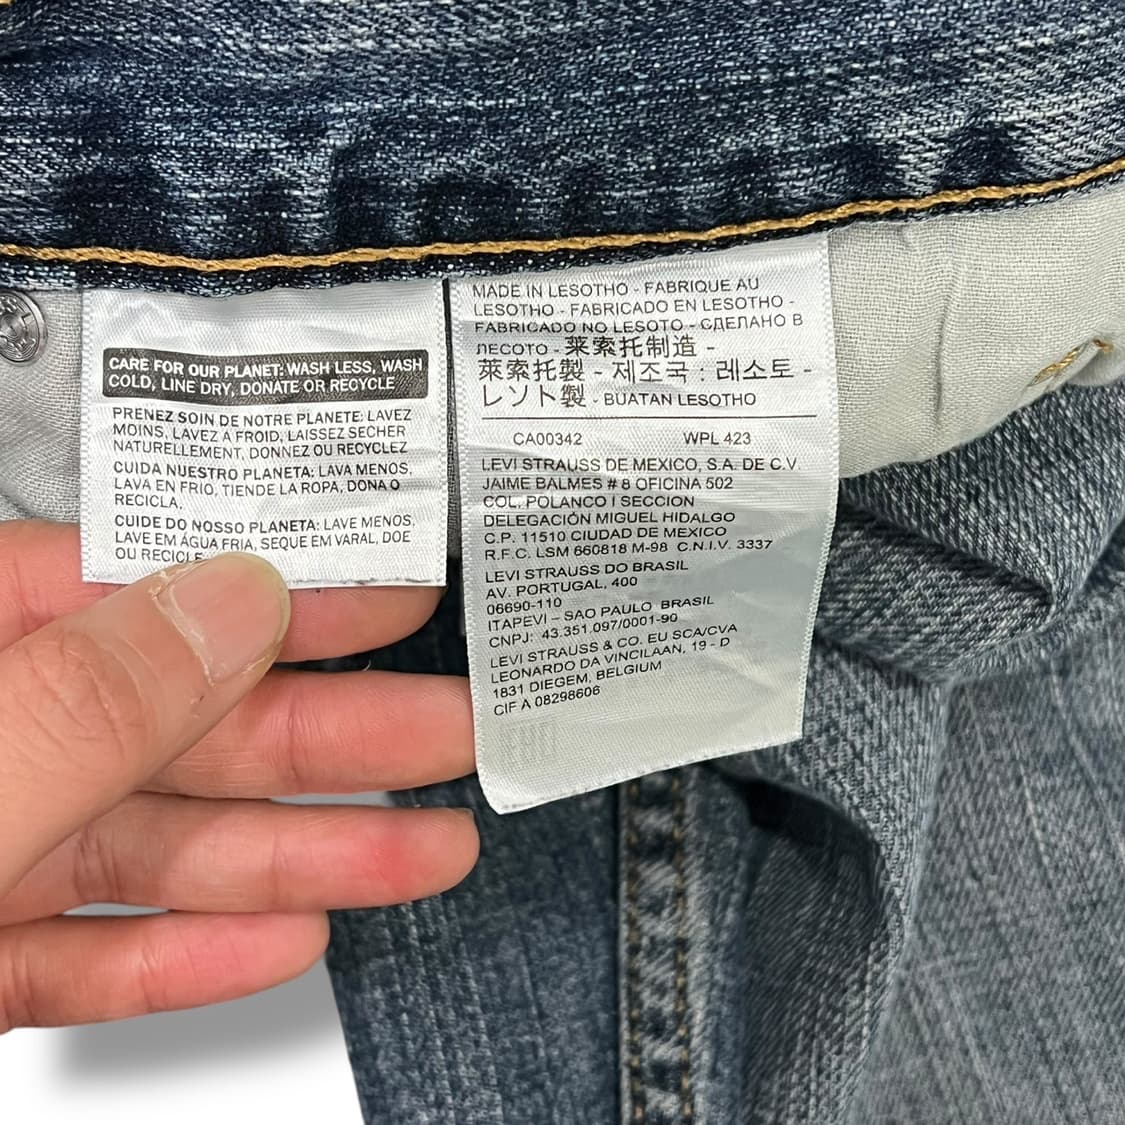 CARE FOR OUR PLANET: WASH LESS, WASH
COLD, LINE DRY, DONATE OR RECYCLE
PRENEZ SOIN DE NOTRE PLANETE: LAVEZ
MOINS, LAVEZ A FROID, LAISSEZ SECHER
NATURELLEMENT, DONNEZ OU RECYCLEZ
CUIDA NUESTRO PLANETA: LAVA MENOS,
LAVA EN FRIO, TIENDE LA ROPA, DONA O
RECICLA.
CUIDE DO NOSSO PLANETA: LAVE MENOS,
LAVE EM ÁGUA FRIA, SEQUE EM VARAL, DOE
OU RECICLE
MADE IN LESOTHO - FABRIQUE AU
LESOTHO - FABRICADO EN LESOTHO -
FABRICADO NO LESOTO - СДЕЛАНО В
ЛЕСОТО - 莱索托制造 -
萊索托製 - 제조국 : 레소토 -
レソト製 - BUATAN LESOTHO
CA00342 WPL 423
LEVI STRAUSS DE MEXICO, S.A. DE C.V.
JAIME BALMES # 8 OFICINA 502
COL. POLANCO I SECCION
DELEGACIÓN MIGUEL HIDALGO
C.P. 11510 CIUDAD DE MEXICO
R.F.C. LSM 660818 M-98 C.N.I.V. 3337
LEVI STRAUSS DO BRASIL
AV. PORTUGAL, 400
06690-110
ITAPEVI – SAO PAULO BRASIL
CNPJ: 43.351.097/0001-90
LEVI STRAUSS & CO. EU SCA/CVA
LEONARDO DA VINCILAAN, 19 - D
1831 DIEGEM, BELGIUM
CIF A 08298606